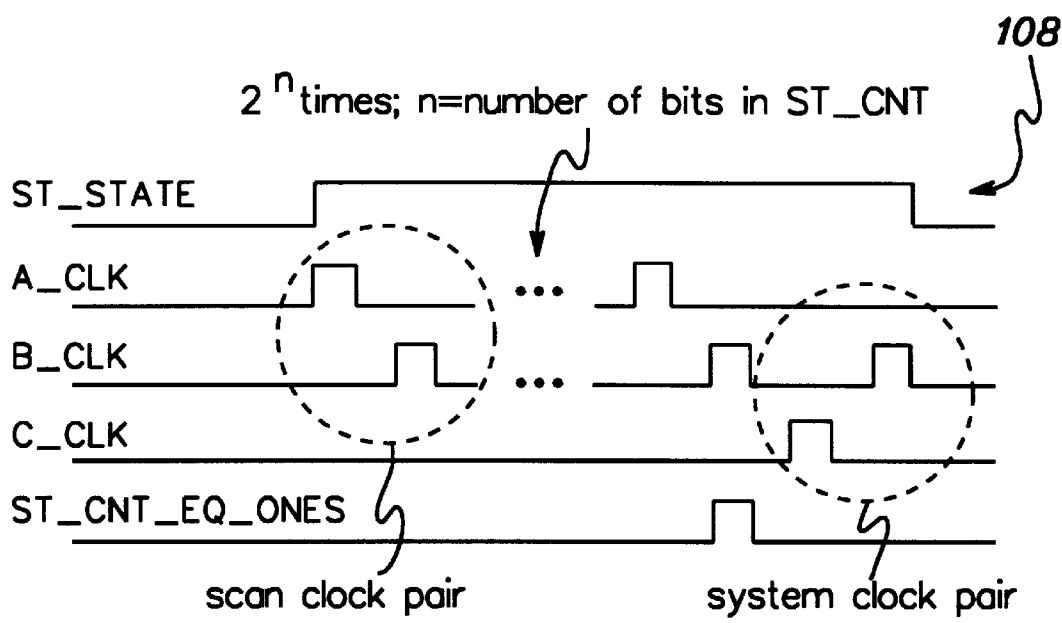 108
2 n times; n=number of bits in ST_CNT
ST_STATE
A_CLK
B_CLK
C_CLK
ST_CNT_EQ_ONES
scan clock pair
system clock pair